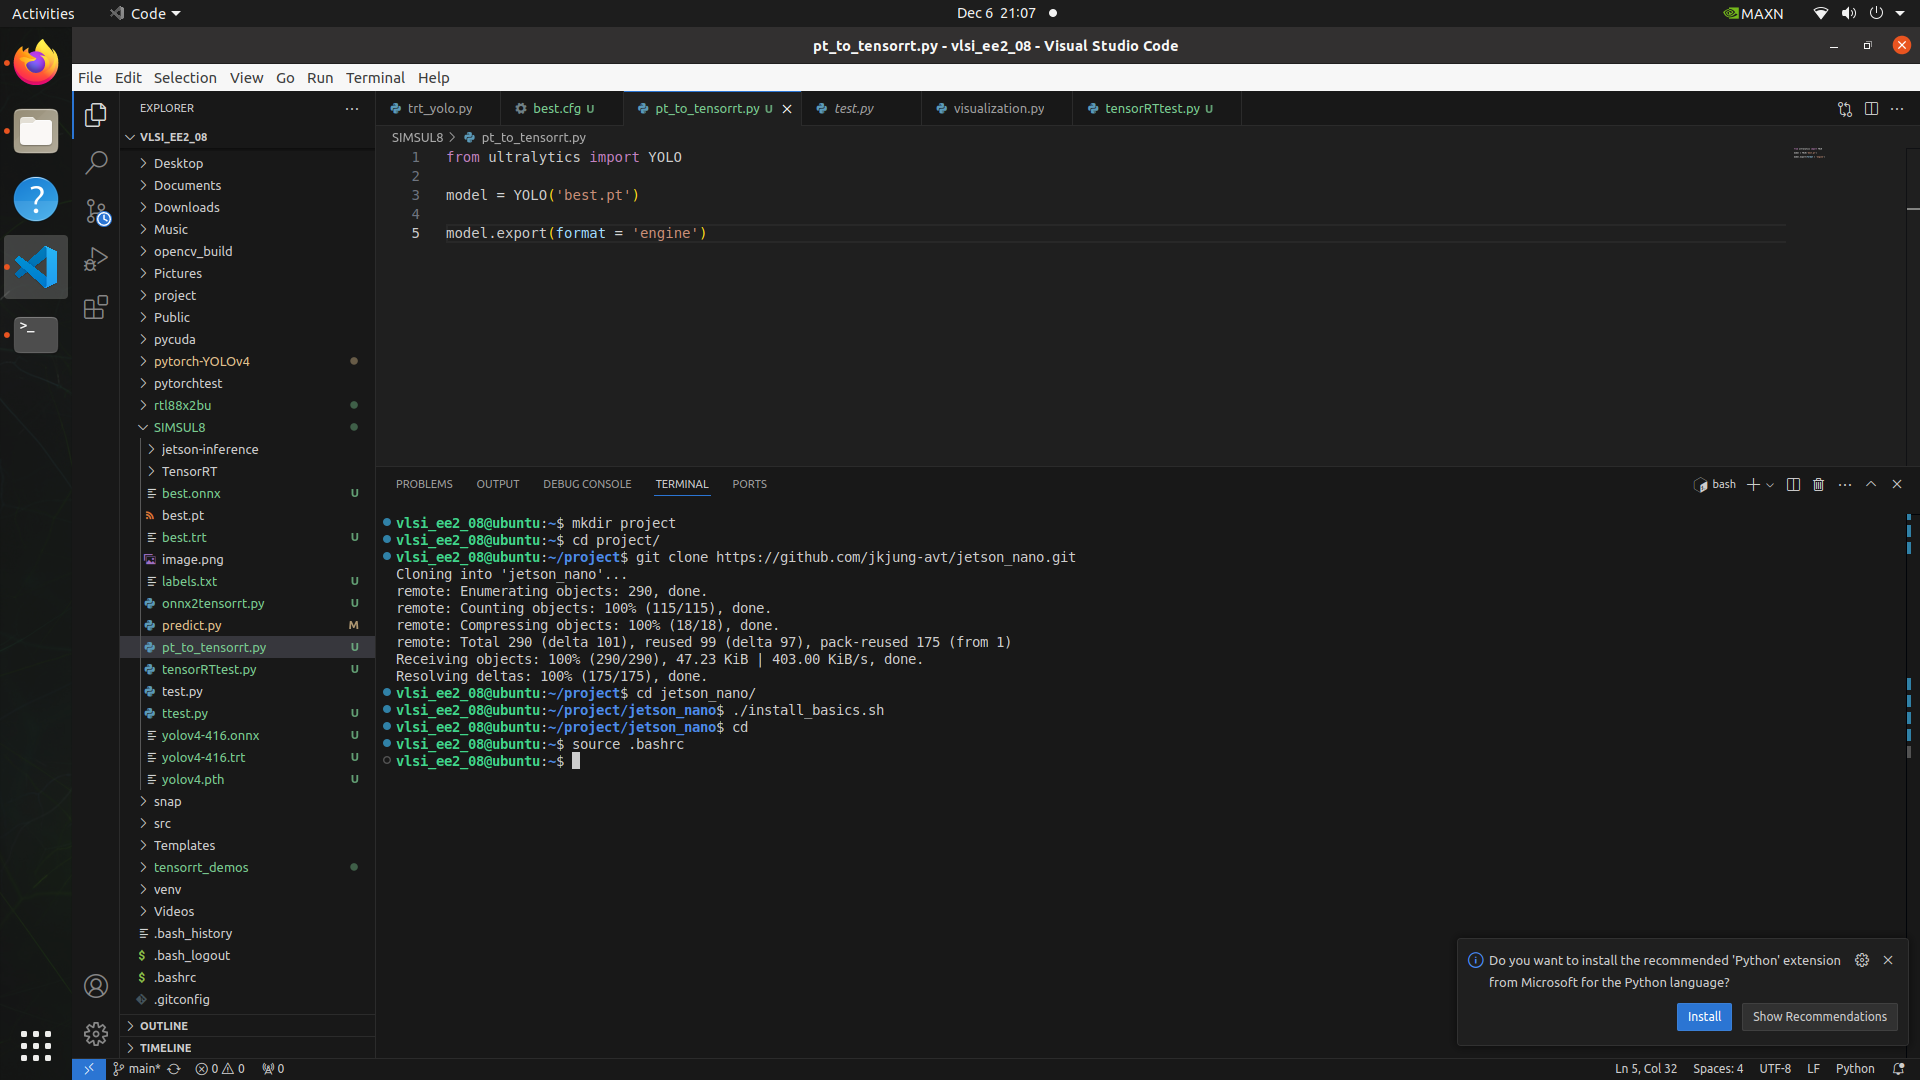 Activities
Code
Dec 6 21:07
MAXN
pt_to_tensorrt.py - vlsi_ee2_08 - Visual Studio Code
File Edit Selection View Go Run Terminal Help
EXPLORER
VLSI_EE2_08
Desktop
Documents
Downloads
Music
opencv_build
Pictures
project
Public
pycuda
pytorch-YOLOv4
pytorchtest
rtl88x2bu
SIMSUL8
jetson-inference
TensorRT
best.onnx U
best.pt
best.trt U
image.png
labels.txt U
onnx2tensorrt.py U
predict.py M
pt_to_tensorrt.py U
tensorRTtest.py U
test.py
ttest.py U
yolov4-416.onnx U
yolov4-416.trt U
yolov4.pth U
snap
src
Templates
tensorrt_demos
venv
Videos
.bash_history
.bash_logout
.bashrc
.gitconfig
OUTLINE
TIMELINE
trt_yolo.py
best.cfg U
pt_to_tensorrt.py U
test.py
visualization.py
tensorRTtest.py U
SIMSUL8 > pt_to_tensorrt.py
1 from ultralytics import YOLO
2
3 model = YOLO('best.pt')
4
5 model.export(format = 'engine')
PROBLEMS OUTPUT DEBUG CONSOLE TERMINAL PORTS
bash
vlsi_ee2_08@ubuntu:~$ mkdir project
vlsi_ee2_08@ubuntu:~$ cd project/
vlsi_ee2_08@ubuntu:~/project$ git clone https://github.com/jkjung-avt/jetson_nano.git
Cloning into 'jetson_nano'...
remote: Enumerating objects: 290, done.
remote: Counting objects: 100% (115/115), done.
remote: Compressing objects: 100% (18/18), done.
remote: Total 290 (delta 101), reused 99 (delta 97), pack-reused 175 (from 1)
Receiving objects: 100% (290/290), 47.23 KiB | 403.00 KiB/s, done.
Resolving deltas: 100% (175/175), done.
vlsi_ee2_08@ubuntu:~/project$ cd jetson_nano/
vlsi_ee2_08@ubuntu:~/project/jetson_nano$ ./install_basics.sh
vlsi_ee2_08@ubuntu:~/project/jetson_nano$ cd
vlsi_ee2_08@ubuntu:~$ source .bashrc
vlsi_ee2_08@ubuntu:~$
Do you want to install the recommended 'Python' extension
from Microsoft for the Python language?
Install
Show Recommendations
main* 0 0 0
Ln 5, Col 32 Spaces: 4 UTF-8 LF Python